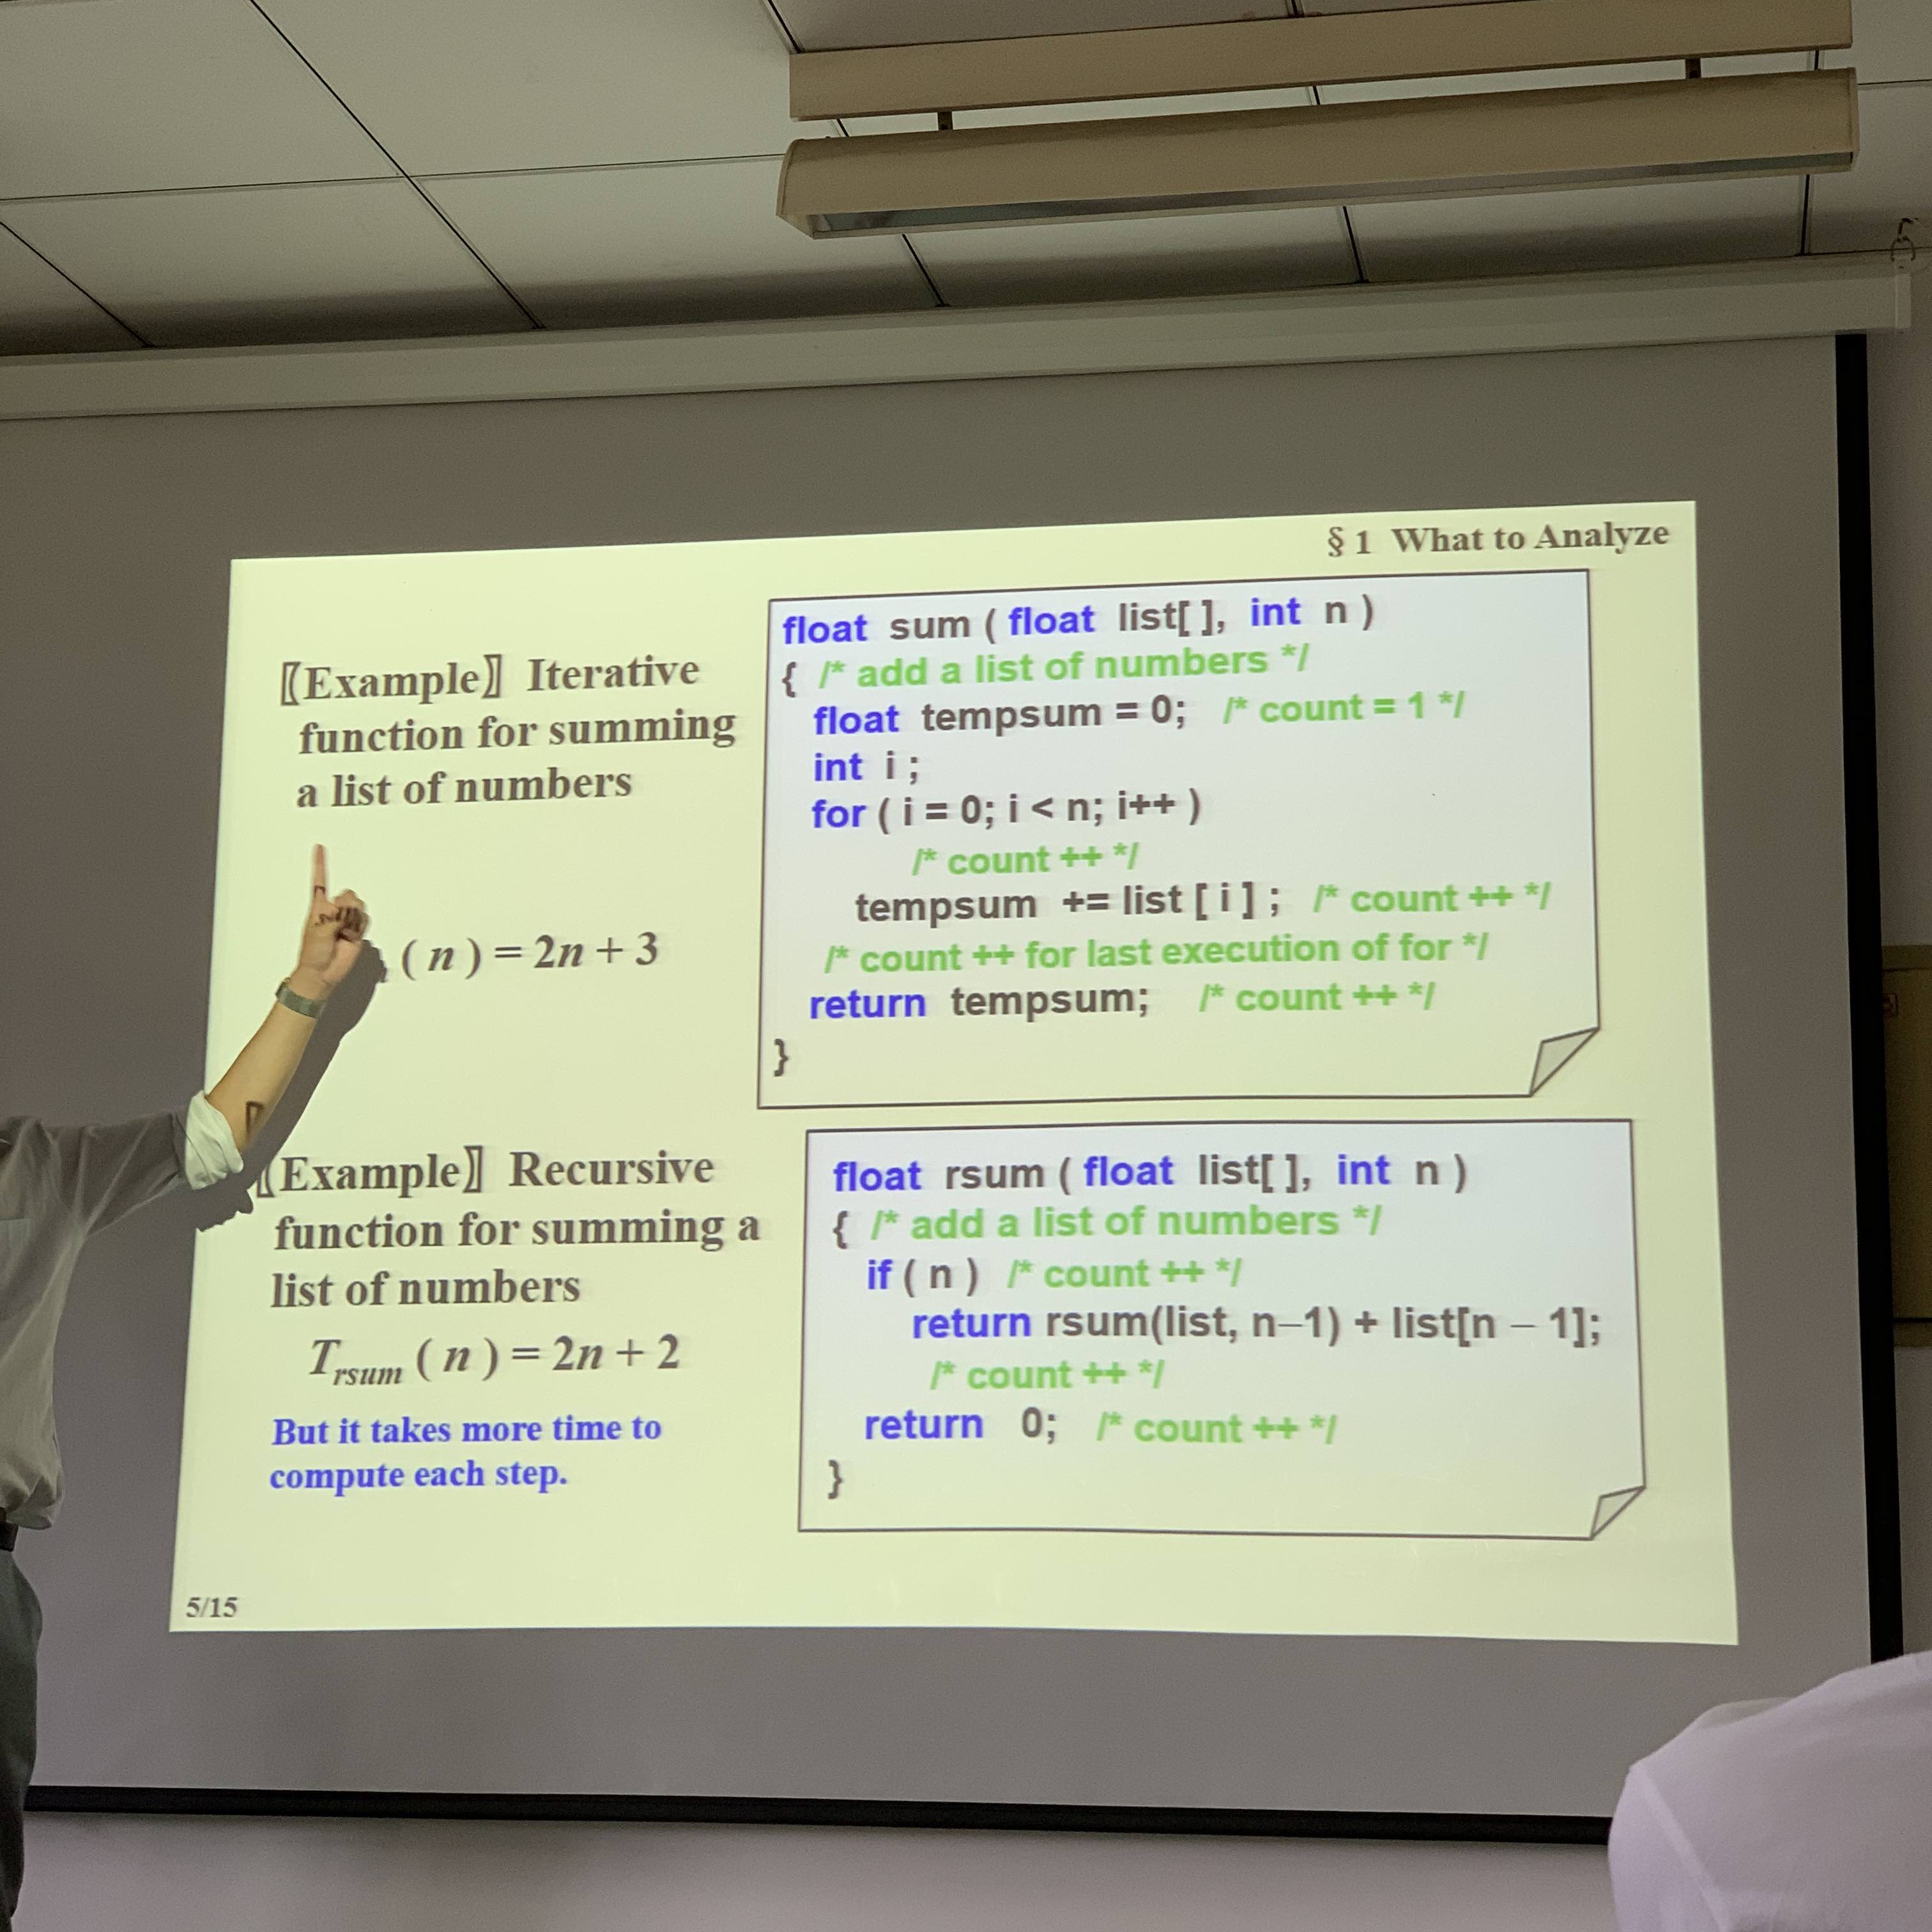 § 1 What to Analyze
〖Example〗 Iterative
function for summing
a list of numbers
( n ) = 2n + 3
float sum ( float list[ ], int n )
{ /* add a list of numbers */
float tempsum = 0; /* count = 1 */
int i ;
for ( i = 0; i < n; i++ )
/* count ++ */
tempsum += list [ i ] ; /* count ++ */
/* count ++ for last execution of for */
return tempsum; /* count ++ */
}
〖Example〗 Recursive
function for summing a
list of numbers
Trsum ( n ) = 2n + 2
But it takes more time to
compute each step.
float rsum ( float list[ ], int n )
{ /* add a list of numbers */
if ( n ) /* count ++ */
return rsum(list, n–1) + list[n – 1];
/* count ++ */
return 0; /* count ++ */
}
5/15